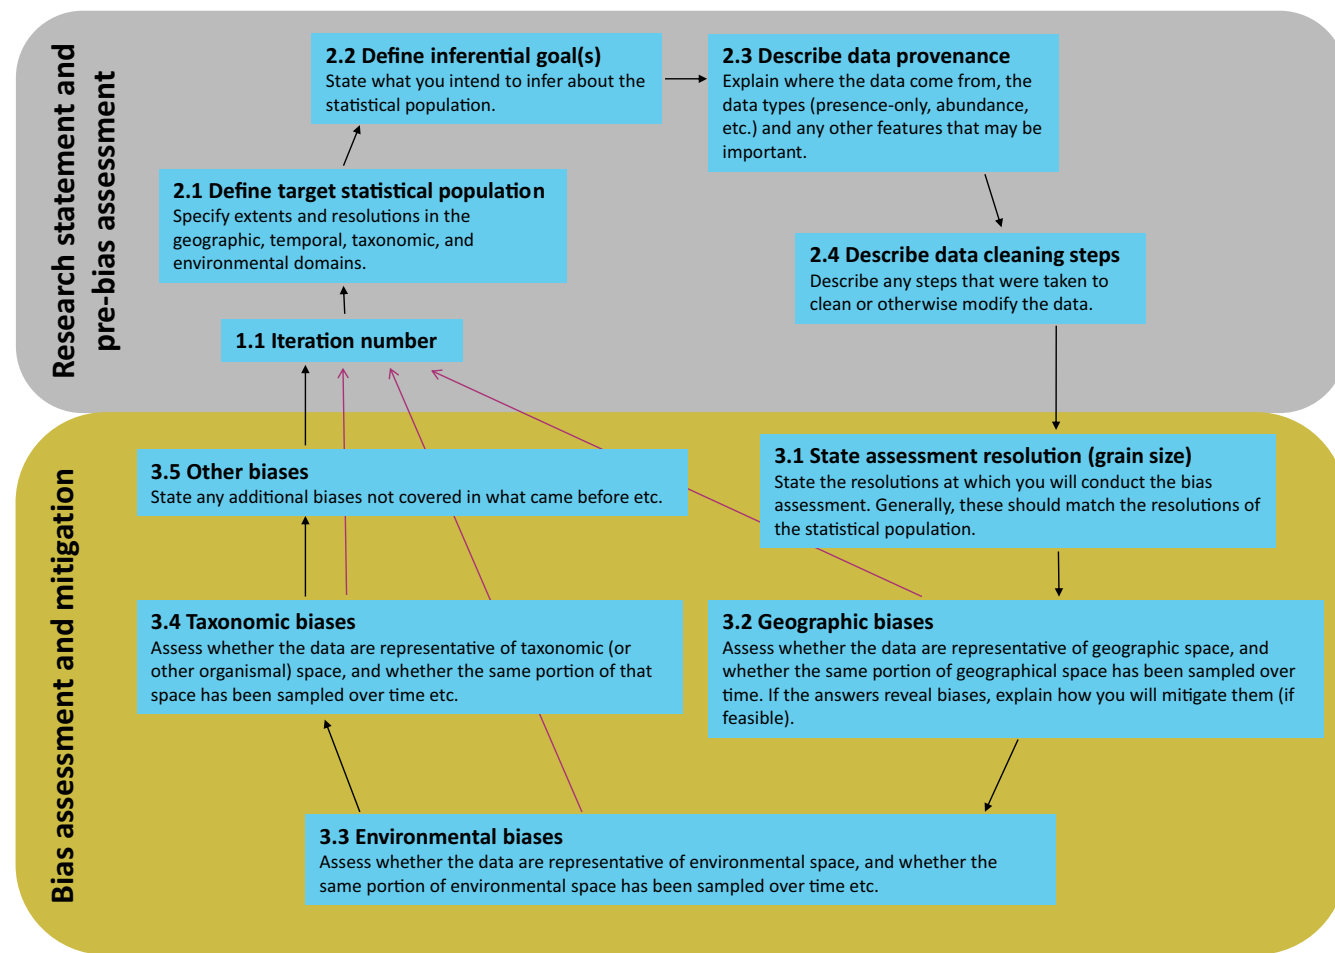 Research statement and
pre-bias assessment
2.2 Define inferential goal(s)
State what you intend to infer about the
statistical population.
2.3 Describe data provenance
Explain where the data come from, the
data types (presence-only, abundance,
etc.) and any other features that may be
important.
2.1 Define target statistical population
Specify extents and resolutions in the
geographic, temporal, taxonomic, and
environmental domains.
2.4 Describe data cleaning steps
Describe any steps that were taken to
clean or otherwise modify the data.
1.1 Iteration number
Bias assessment and mitigation
3.5 Other biases
State any additional biases not covered in what came before etc.
3.1 State assessment resolution (grain size)
State the resolutions at which you will conduct the bias
assessment. Generally, these should match the resolutions of
the statistical population.
3.4 Taxonomic biases
Assess whether the data are representative of taxonomic (or
other organismal) space, and whether the same portion of that
space has been sampled over time etc.
3.2 Geographic biases
Assess whether the data are representative of geographic space, and
whether the same portion of geographical space has been sampled over
time. If the answers reveal biases, explain how you will mitigate them (if
feasible).
3.3 Environmental biases
Assess whether the data are representative of environmental space, and whether the
same portion of environmental space has been sampled over time etc.